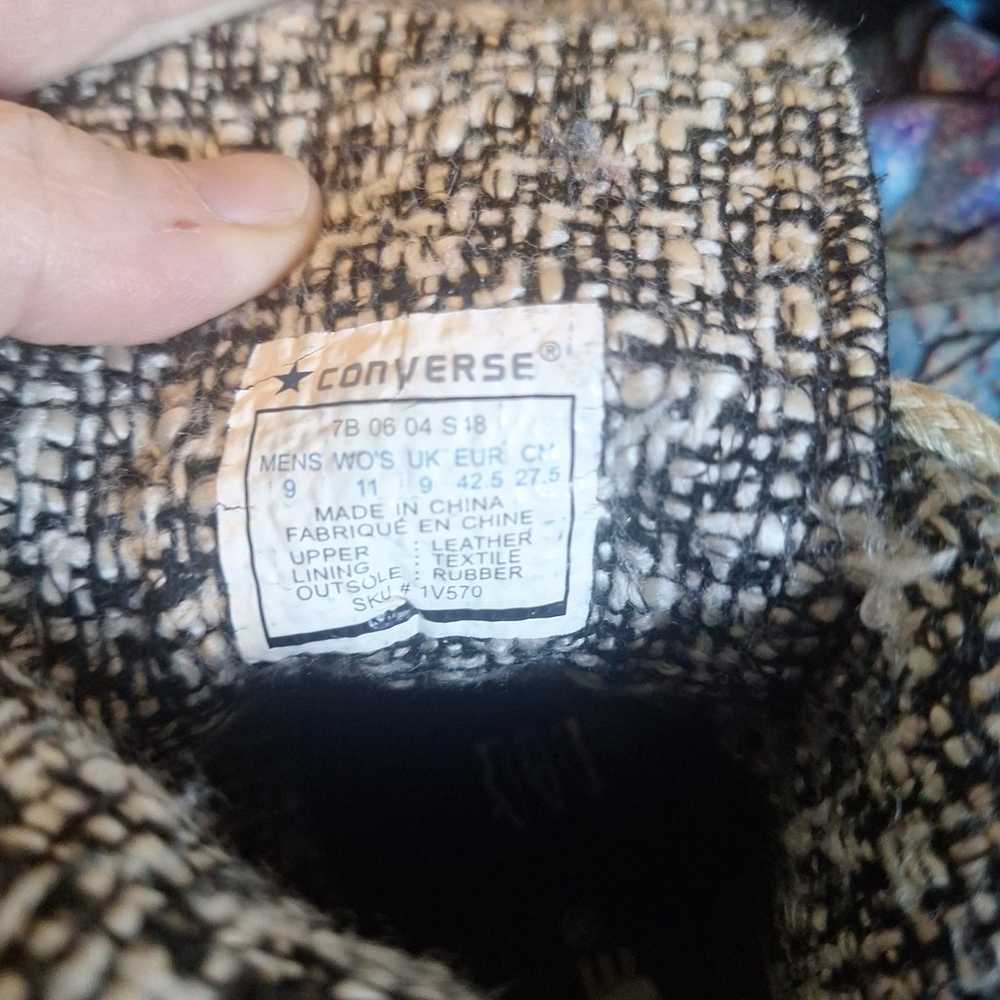 CONVERSE®
7B 06 04 S 18
MENS WO'S UK EUR CM
9 11 9 42.5 27.5
MADE IN CHINA
FABRIQUÉ EN CHINE
UPPER : LEATHER
LINING : TEXTILE
OUTSOLE : RUBBER
SKU # 1V570